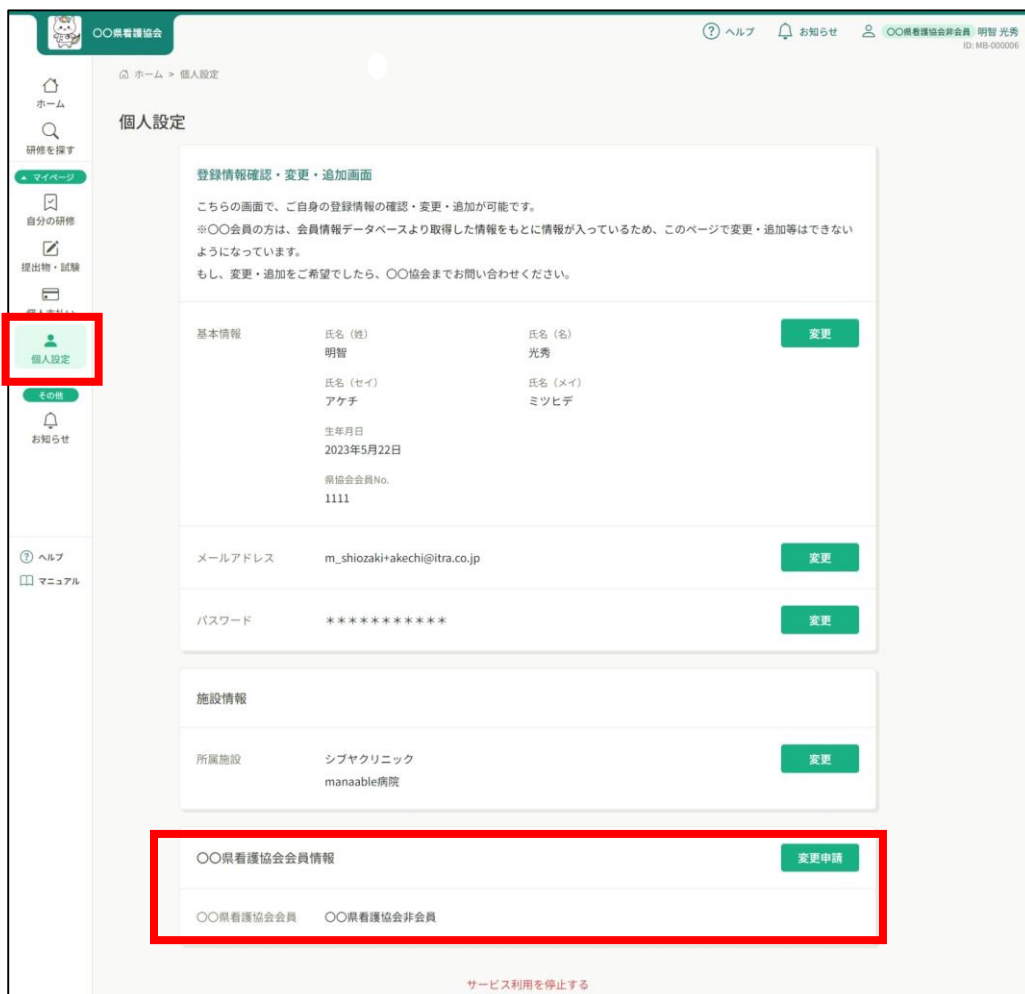 〇〇県看護協会
ヘルプ
お知らせ
〇〇県看護協会非会員 明智 光秀
ID: MB-000006
ホーム > 個人設定
ホーム
研修を探す
マイページ
自分の研修
提出物・試験
個人支払い
個人設定
その他
お知らせ
ヘルプ
マニュアル
個人設定
登録情報確認・変更・追加画面
こちらの画面で、ご自身の登録情報の確認・変更・追加が可能です。
※〇〇会員の方は、会員情報データベースより取得した情報をもとに情報が入っているため、このページで変更・追加等はできない
ようになっています。
もし、変更・追加をご希望でしたら、〇〇協会までお問い合わせください。
基本情報
氏名（姓） 氏名（名）
明智 光秀
変更
氏名（セイ） 氏名（メイ）
アケチ ミツヒデ
生年月日
2023年5月22日
県協会会員No.
1111
メールアドレス m_shiozaki+akechi@itra.co.jp 変更
パスワード ＊＊＊＊＊＊＊＊＊＊＊ 変更
施設情報
所属施設 シブヤクリニック 変更
manaable病院
〇〇県看護協会会員情報 変更申請
〇〇県看護協会会員 〇〇県看護協会非会員
サービス利用を停止する